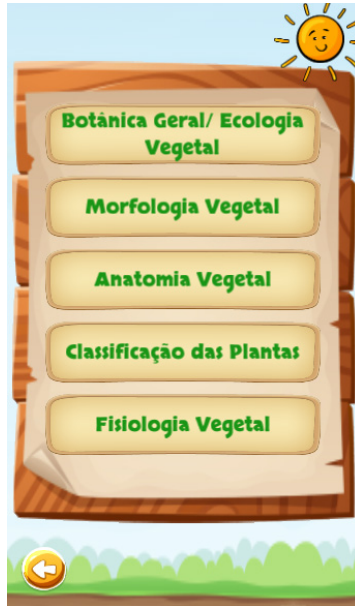 Botânica Geral/ Ecologia
Vegetal
Morfologia Vegetal
Anatomia Vegetal
Classificação das Plantas
Fisiologia Vegetal